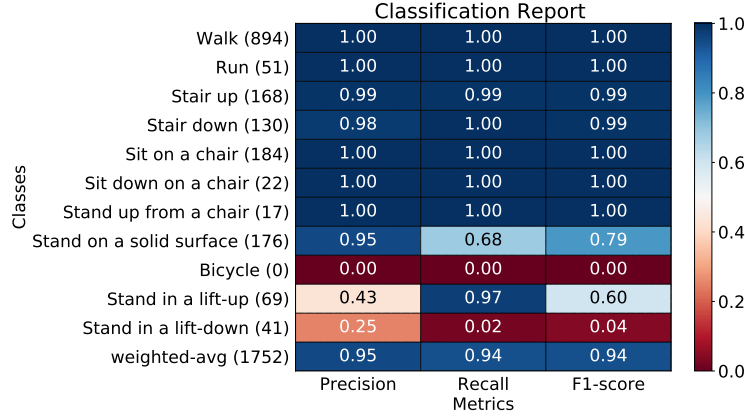 Classification Report
Classes
Walk (894) 1.00 1.00 1.00
Run (51) 1.00 1.00 1.00
Stair up (168) 0.99 0.99 0.99
Stair down (130) 0.98 1.00 0.99
Sit on a chair (184) 1.00 1.00 1.00
Sit down on a chair (22) 1.00 1.00 1.00
Stand up from a chair (17) 1.00 1.00 1.00
Stand on a solid surface (176) 0.95 0.68 0.79
Bicycle (0) 0.00 0.00 0.00
Stand in a lift-up (69) 0.43 0.97 0.60
Stand in a lift-down (41) 0.25 0.02 0.04
weighted-avg (1752) 0.95 0.94 0.94
Precision Recall F1-score
Metrics
1.0
0.8
0.6
0.4
0.2
0.0